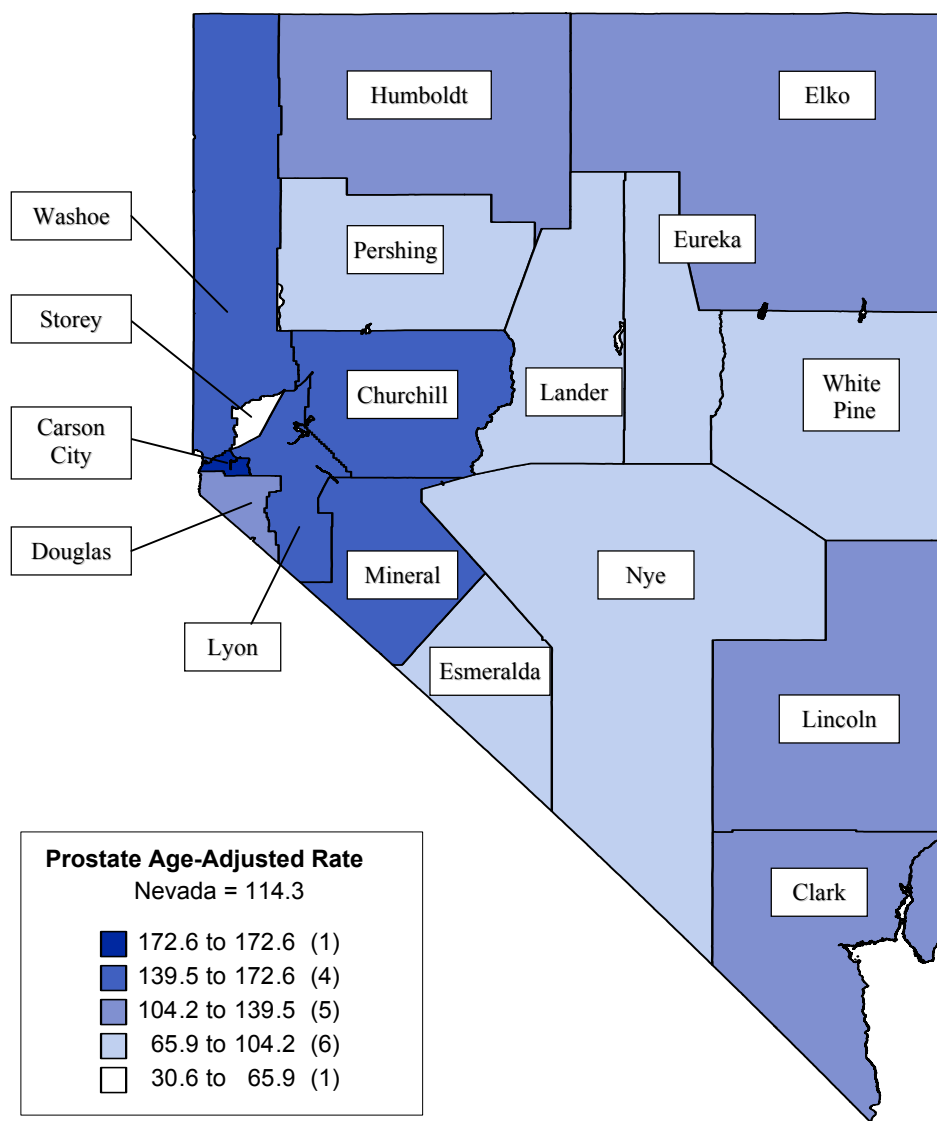 Humboldt
Elko
Washoe
Pershing
Eureka
Storey
Churchill
Lander
White
Pine
Carson
City
Douglas
Mineral
Nye
Lyon
Esmeralda
Lincoln
Clark
Prostate Age-Adjusted Rate
Nevada = 114.3
172.6 to 172.6 (1)
139.5 to 172.6 (4)
104.2 to 139.5 (5)
65.9 to 104.2 (6)
30.6 to 65.9 (1)